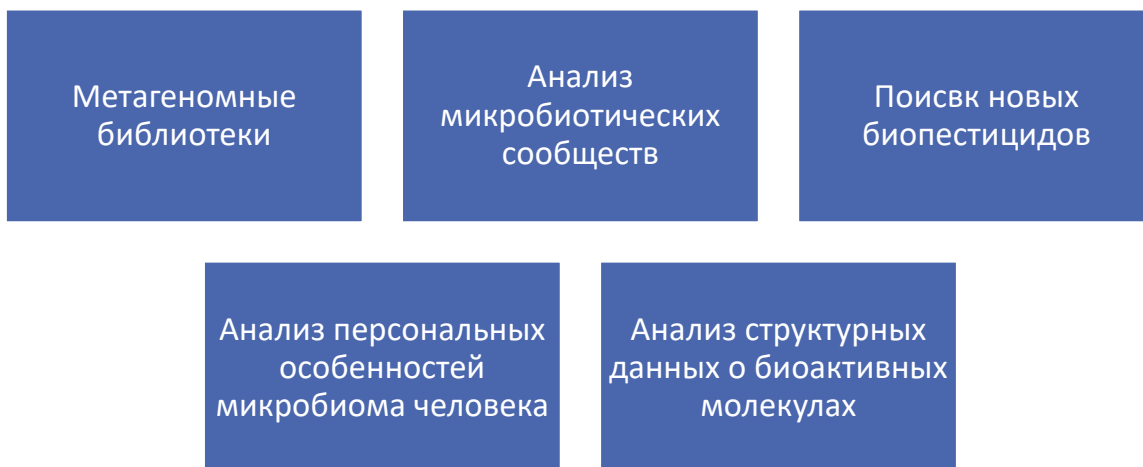 Метагеномные
библиотеки
Анализ
микробиотических
сообществ
Поисвк новых
биопестицидов
Анализ персональных
особенностей
микробиома человека
Анализ структурных
данных о биоактивных
молекулах